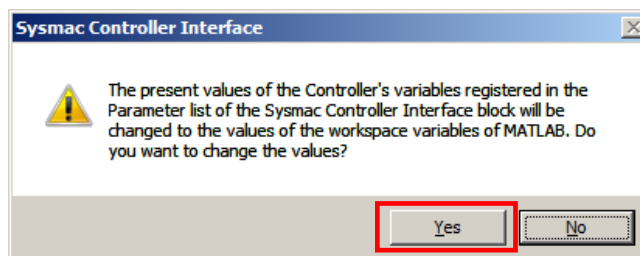 Sysmac Controller Interface
The present values of the Controller's variables registered in the
Parameter list of the Sysmac Controller Interface block will be
changed to the values of the workspace variables of MATLAB. Do
you want to change the values?
Yes No